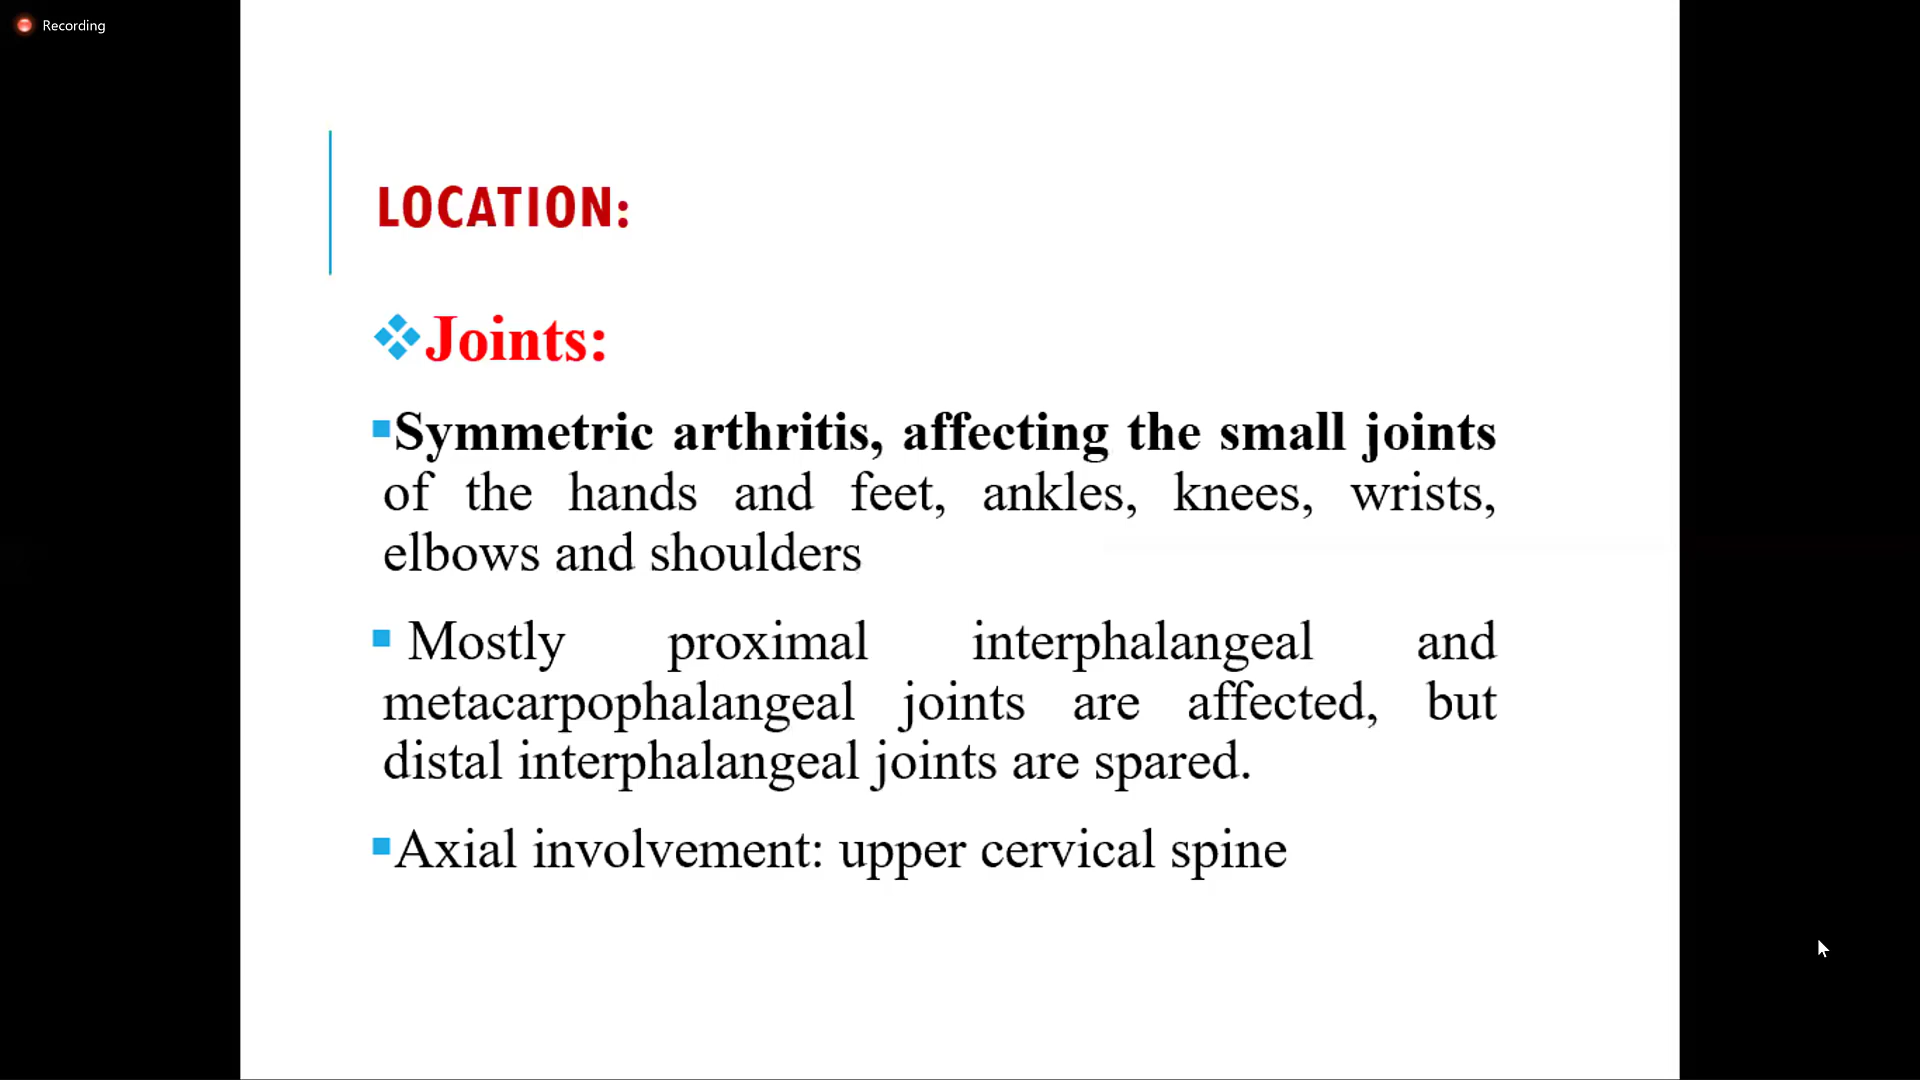 Recording
LOCATION:
Joints:
Symmetric arthritis, affecting the small joints
of the hands and feet, ankles, knees, wrists,
elbows and shoulders
Mostly proximal interphalangeal and
metacarpophalangeal joints are affected, but
distal interphalangeal joints are spared.
Axial involvement: upper cervical spine